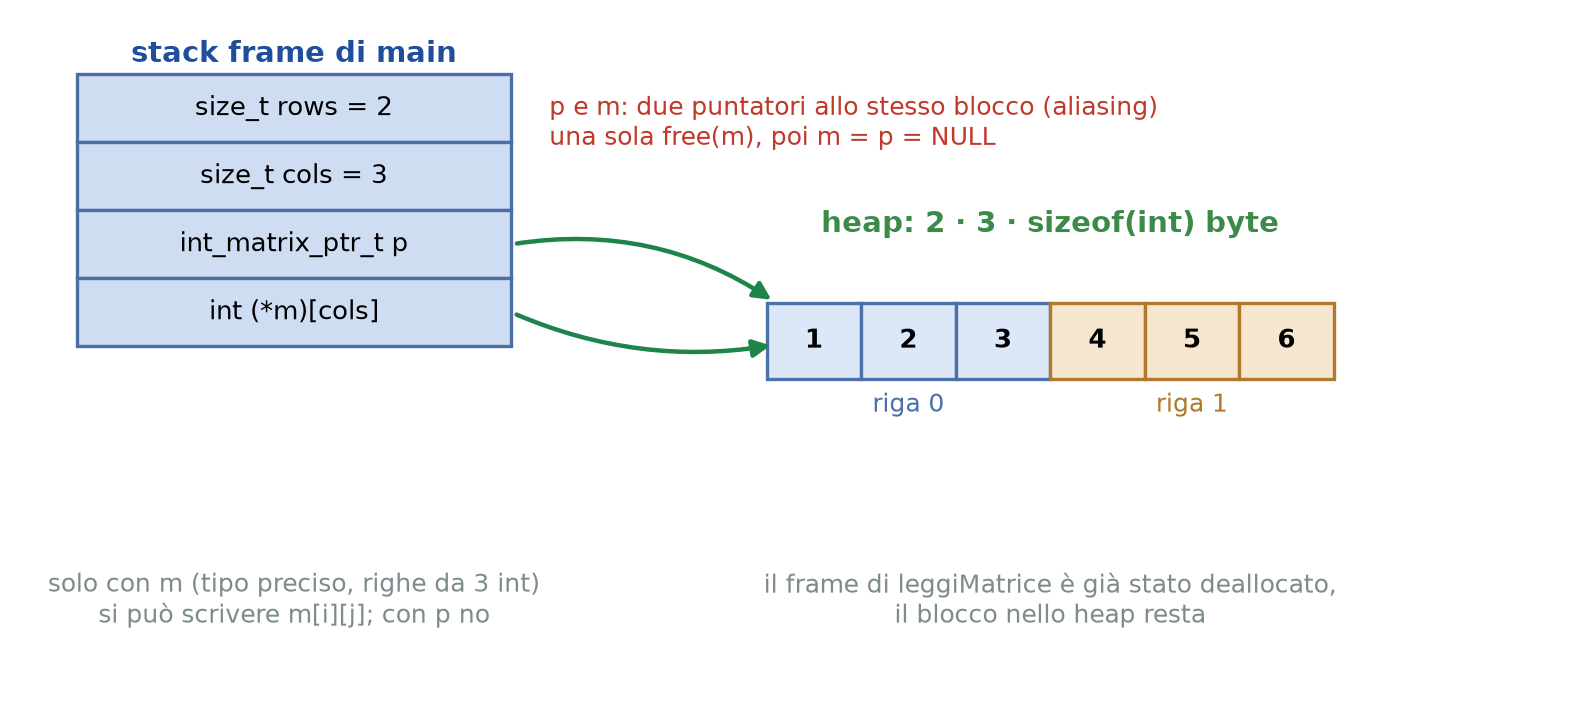 stack frame di main
size_t rows = 2
size_t cols = 3
int_matrix_ptr_t p
int (*m)[cols]
p e m: due puntatori allo stesso blocco (aliasing)
una sola free(m), poi m = p = NULL
heap: 2 · 3 · sizeof(int) byte
1 2 3 4 5 6
riga 0 riga 1
solo con m (tipo preciso, righe da 3 int)
si può scrivere m[i][j]; con p no
il frame di leggiMatrice è già stato deallocato,
il blocco nello heap resta